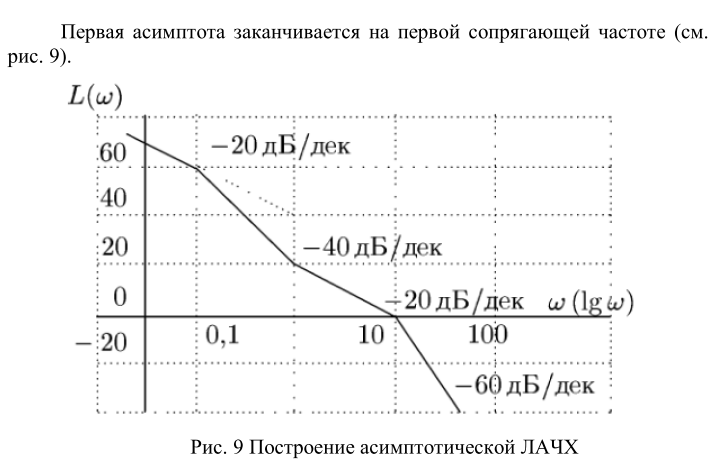 Первая асимптота заканчивается на первой сопрягающей частоте (см.
рис. 9).
L(ω)
60
−20 дБ/дек
40
20
−40 дБ/дек
0
−20 дБ/дек ω (lg ω)
−20
0,1 10 100
−60 дБ/дек
Рис. 9 Построение асимптотической ЛАЧХ